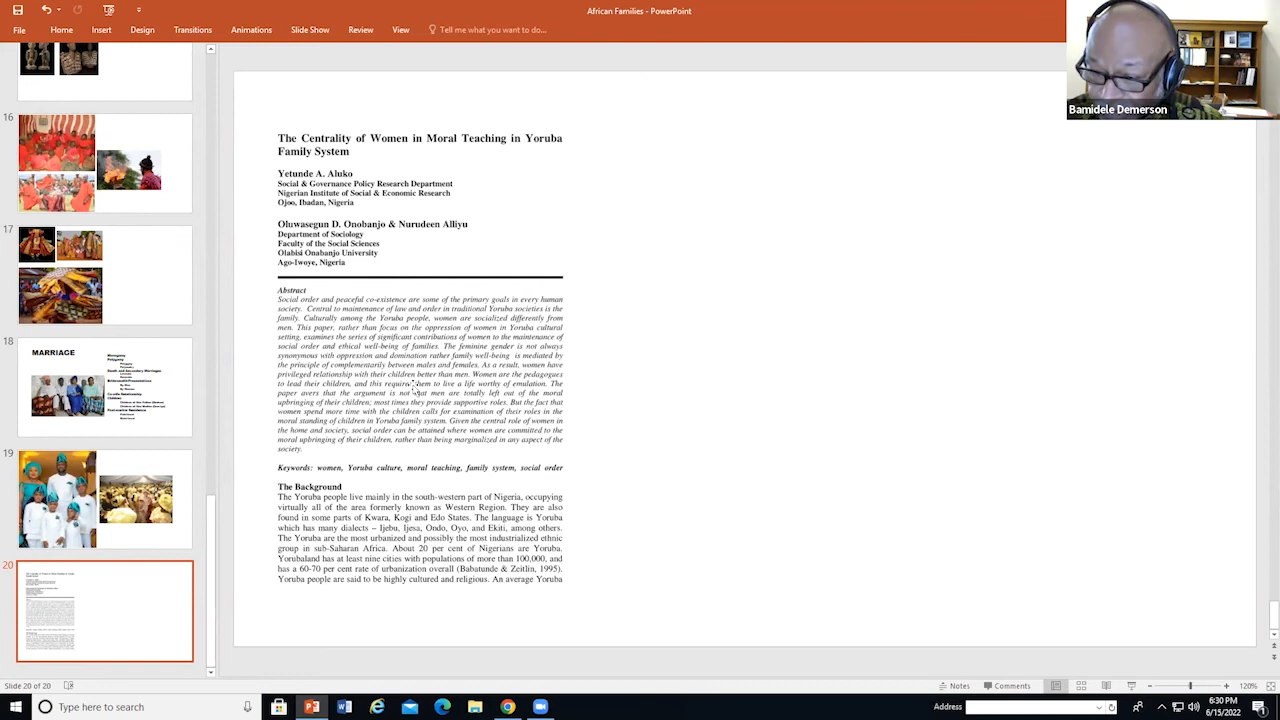 African Families - PowerPoint
File Home Insert Design Transitions Animations Slide Show Review View Tell me what you want to do...
Bamidele Demerson
16
17
18
MARRIAGE
19
20
The Centrality of Women in Moral Teaching in Yoruba
Family System
Yetunde A. Aluko
Social & Governance Policy Research Department
Nigerian Institute of Social & Economic Research
Ojoo, Ibadan, Nigeria
Oluwasegun D. Onobanjo & Nurudeen Alliyu
Department of Sociology
Faculty of the Social Sciences
Olabisi Onabanjo University
Ago-Iwoye, Nigeria
Abstract
Social order and peaceful co-existence are some of the primary goals in every human
society. Central to maintenance of law and order in traditional Yoruba societies is the
family. Culturally among the Yoruba people, women are socialized differently from
men. This paper, rather than focus on the oppression of women in Yoruba cultural
setting, examines the series of significant contributions of women to the maintenance of
social order and ethical well-being of families. The feminine gender is not always
synonymous with oppression and domination rather family well-being is mediated by
the principle of complementarily between males and females. As a result, women have
privileged relationship with their children better than men. Women are the pedagogues
to lead their children, and this require them to live a life worthy of emulation. The
paper avers that the argument is not that men are totally left out of the moral
upbringing of their children; most times they provide supportive roles. But the fact that
women spend more time with the children calls for examination of their roles in the
moral standing of children in Yoruba family system. Given the central role of women in
the home and society, social order can be attained where women are committed to the
moral upbringing of their children, rather than being marginalized in any aspect of the
society.
Keywords: women, Yoruba culture, moral teaching, family system, social order
The Background
The Yoruba people live mainly in the south-western part of Nigeria, occupying
virtually all of the area formerly known as Western Region. They are also
found in some parts of Kwara, Kogi and Edo States. The language is Yoruba
which has many dialects – Ijebu, Ijesa, Ondo, Oyo, and Ekiti, among others.
The Yoruba are the most urbanized and possibly the most industrialized ethnic
group in sub-Saharan Africa. About 20 per cent of Nigerians are Yoruba.
Yorubaland has at least nine cities with populations of more than 100,000, and
has a 60-70 per cent rate of urbanization overall (Babatunde & Zeitlin, 1995).
Yoruba people are said to be highly cultured and religious. An average Yoruba
Slide 20 of 20
Notes Comments 120%
Type here to search
Address
6:30 PM
6/15/2022